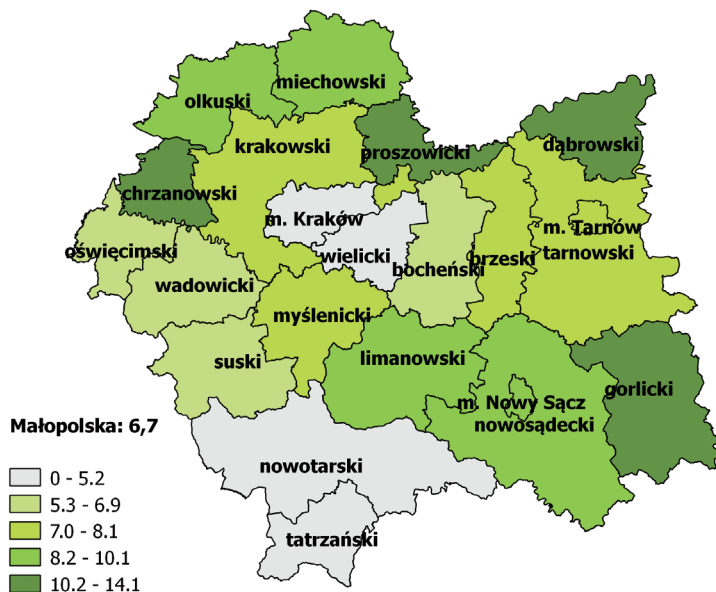 miechowski
olkuski
krakowski
proszowicki
dąbrowski
chrzanowski
m. Kraków
m. Tarnów
oświęcimski
wielicki
bocheński
brzeski
tarnowski
wadowicki
myślenicki
suski
limanowski
gorlicki
m. Nowy Sącz
nowosądecki
Małopolska: 6,7
nowotarski
tatrzański
0 - 5.2
5.3 - 6.9
7.0 - 8.1
8.2 - 10.1
10.2 - 14.1